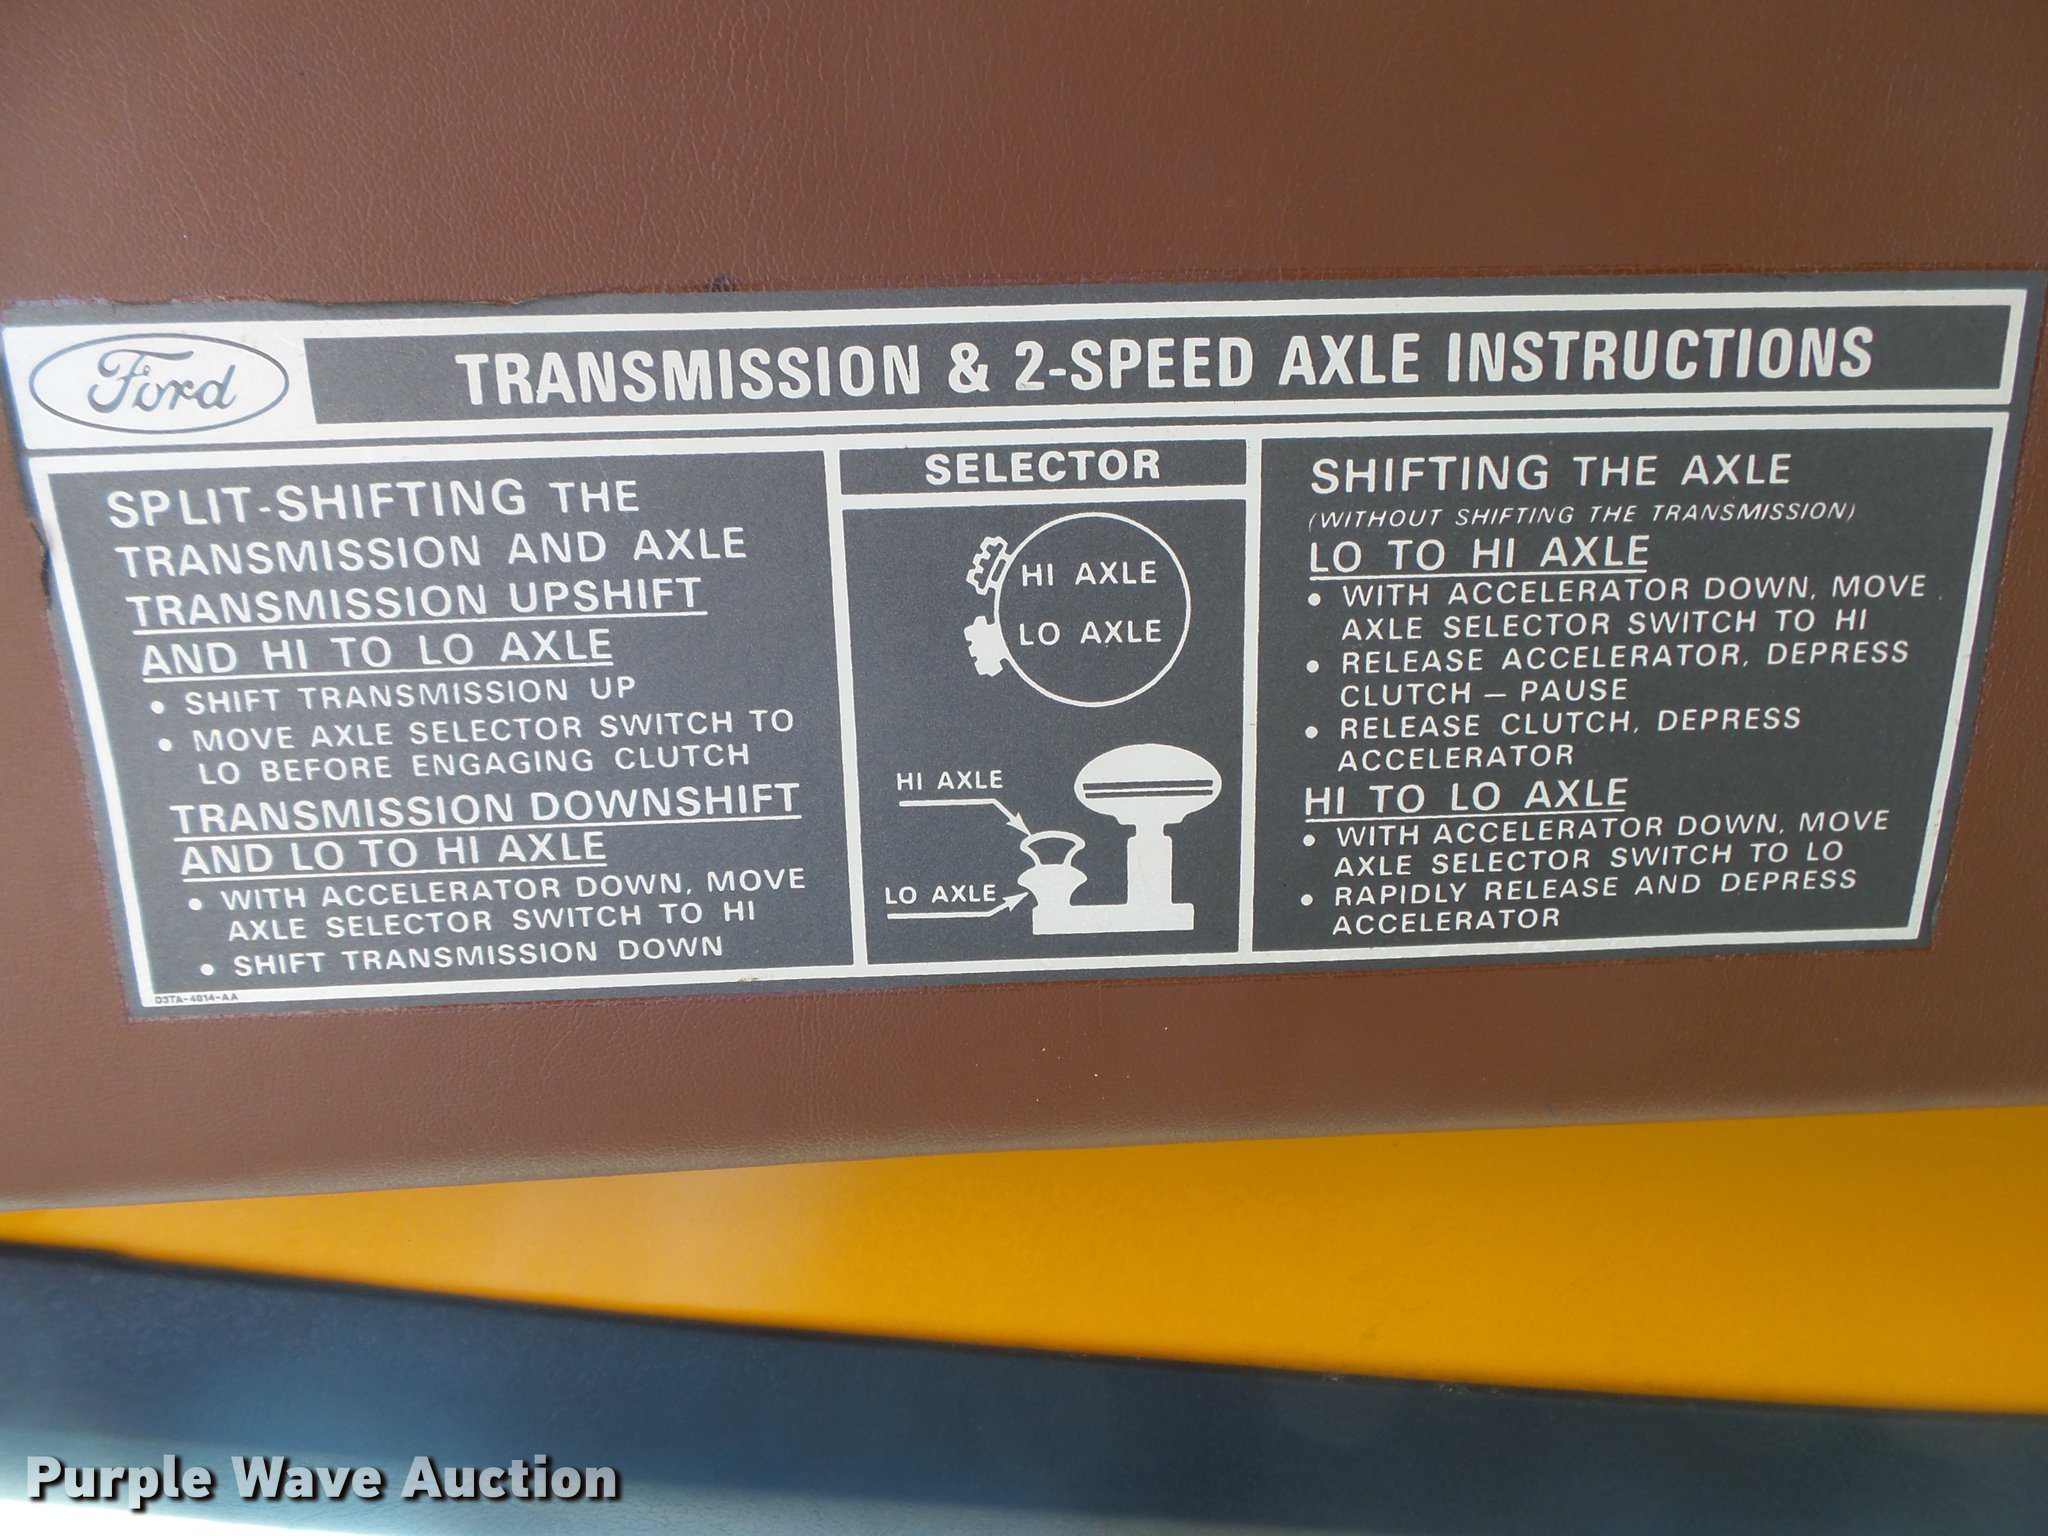 Ford
TRANSMISSION & 2-SPEED AXLE INSTRUCTIONS
SPLIT-SHIFTING THE
TRANSMISSION AND AXLE
TRANSMISSION UPSHIFT
AND HI TO LO AXLE
• SHIFT TRANSMISSION UP
• MOVE AXLE SELECTOR SWITCH TO
LO BEFORE ENGAGING CLUTCH
TRANSMISSION DOWNSHIFT
AND LO TO HI AXLE
• WITH ACCELERATOR DOWN, MOVE
AXLE SELECTOR SWITCH TO HI
• SHIFT TRANSMISSION DOWN
D3TA-4014-AA
SELECTOR
HI AXLE
LO AXLE
HI AXLE
LO AXLE
SHIFTING THE AXLE
(WITHOUT SHIFTING THE TRANSMISSION)
LO TO HI AXLE
• WITH ACCELERATOR DOWN, MOVE
AXLE SELECTOR SWITCH TO HI
• RELEASE ACCELERATOR, DEPRESS
CLUTCH – PAUSE
• RELEASE CLUTCH, DEPRESS
ACCELERATOR
HI TO LO AXLE
• WITH ACCELERATOR DOWN, MOVE
AXLE SELECTOR SWITCH TO LO
• RAPIDLY RELEASE AND DEPRESS
ACCELERATOR
Purple Wave Auction